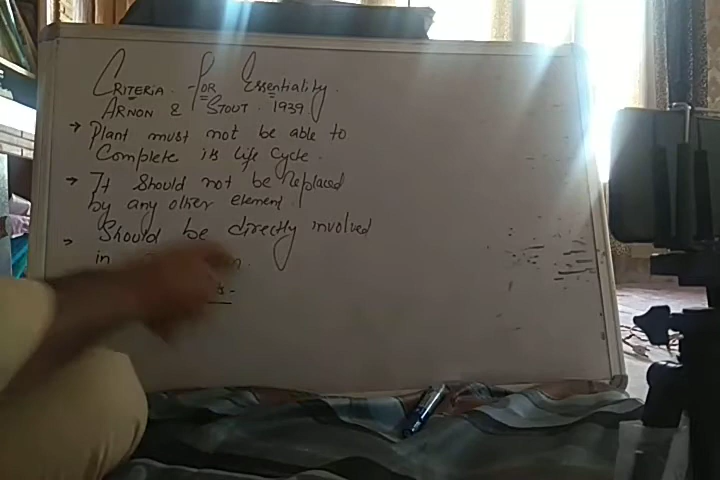 CRITERIA FOR Essentiality.
ARNON & STOUT. 1939
→ Plant must not be able to
Complete its Life Cycle.
→ It Should not be Replaced
by any other element.
→ Should be directly involved
in